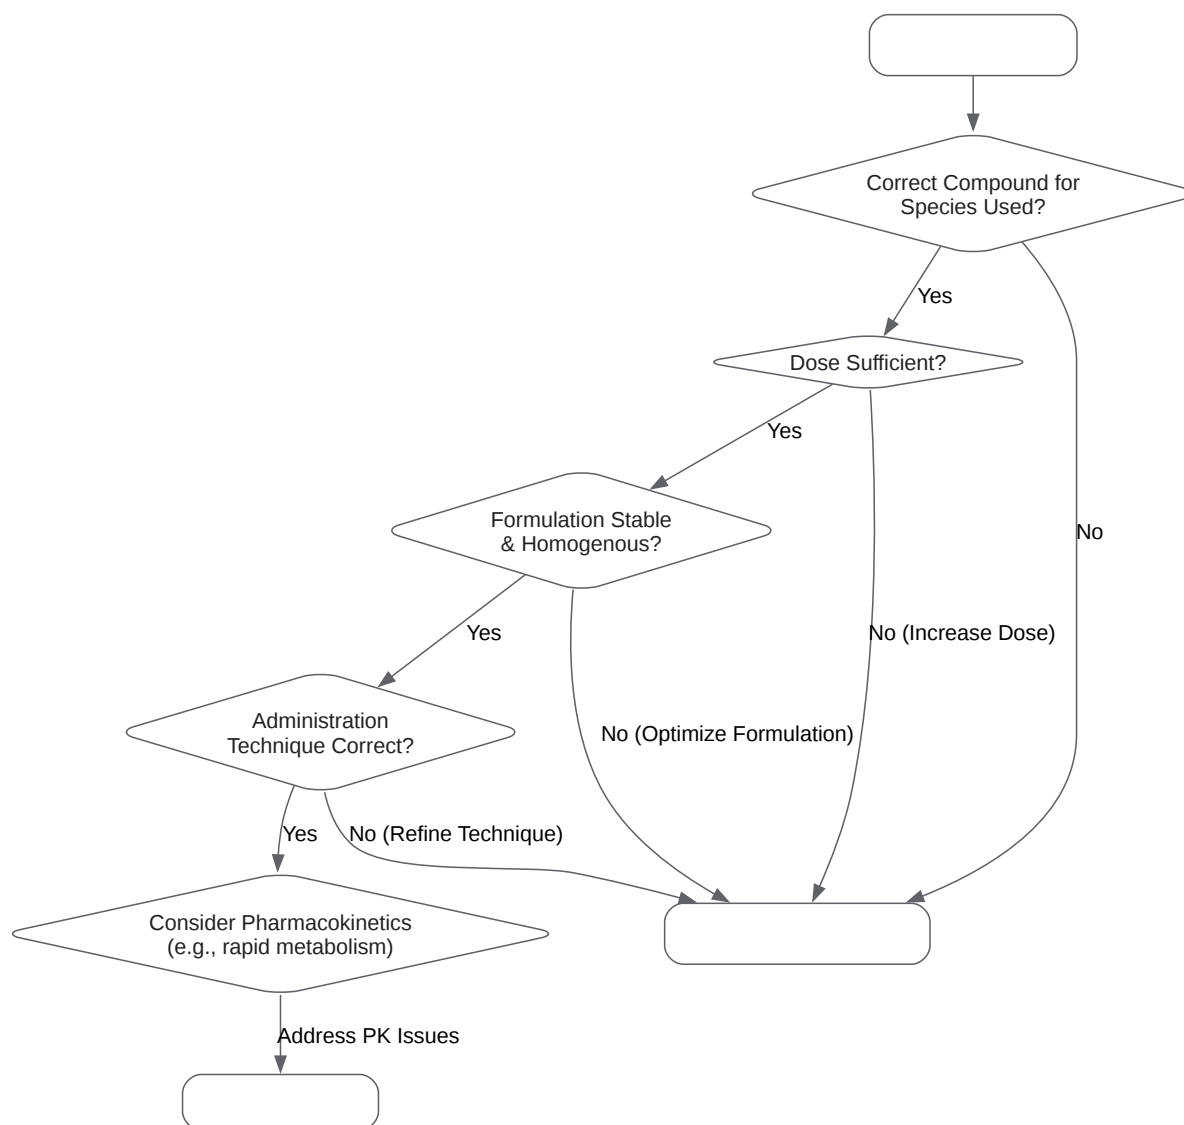 Correct Compound for
Species Used?
Yes
Dose Sufficient?
Yes
Formulation Stable
& Homogenous?
No
Yes
No (Increase Dose)
Administration
Technique Correct?
No (Optimize Formulation)
Yes
No (Refine Technique)
Consider Pharmacokinetics
(e.g., rapid metabolism)
Address PK Issues